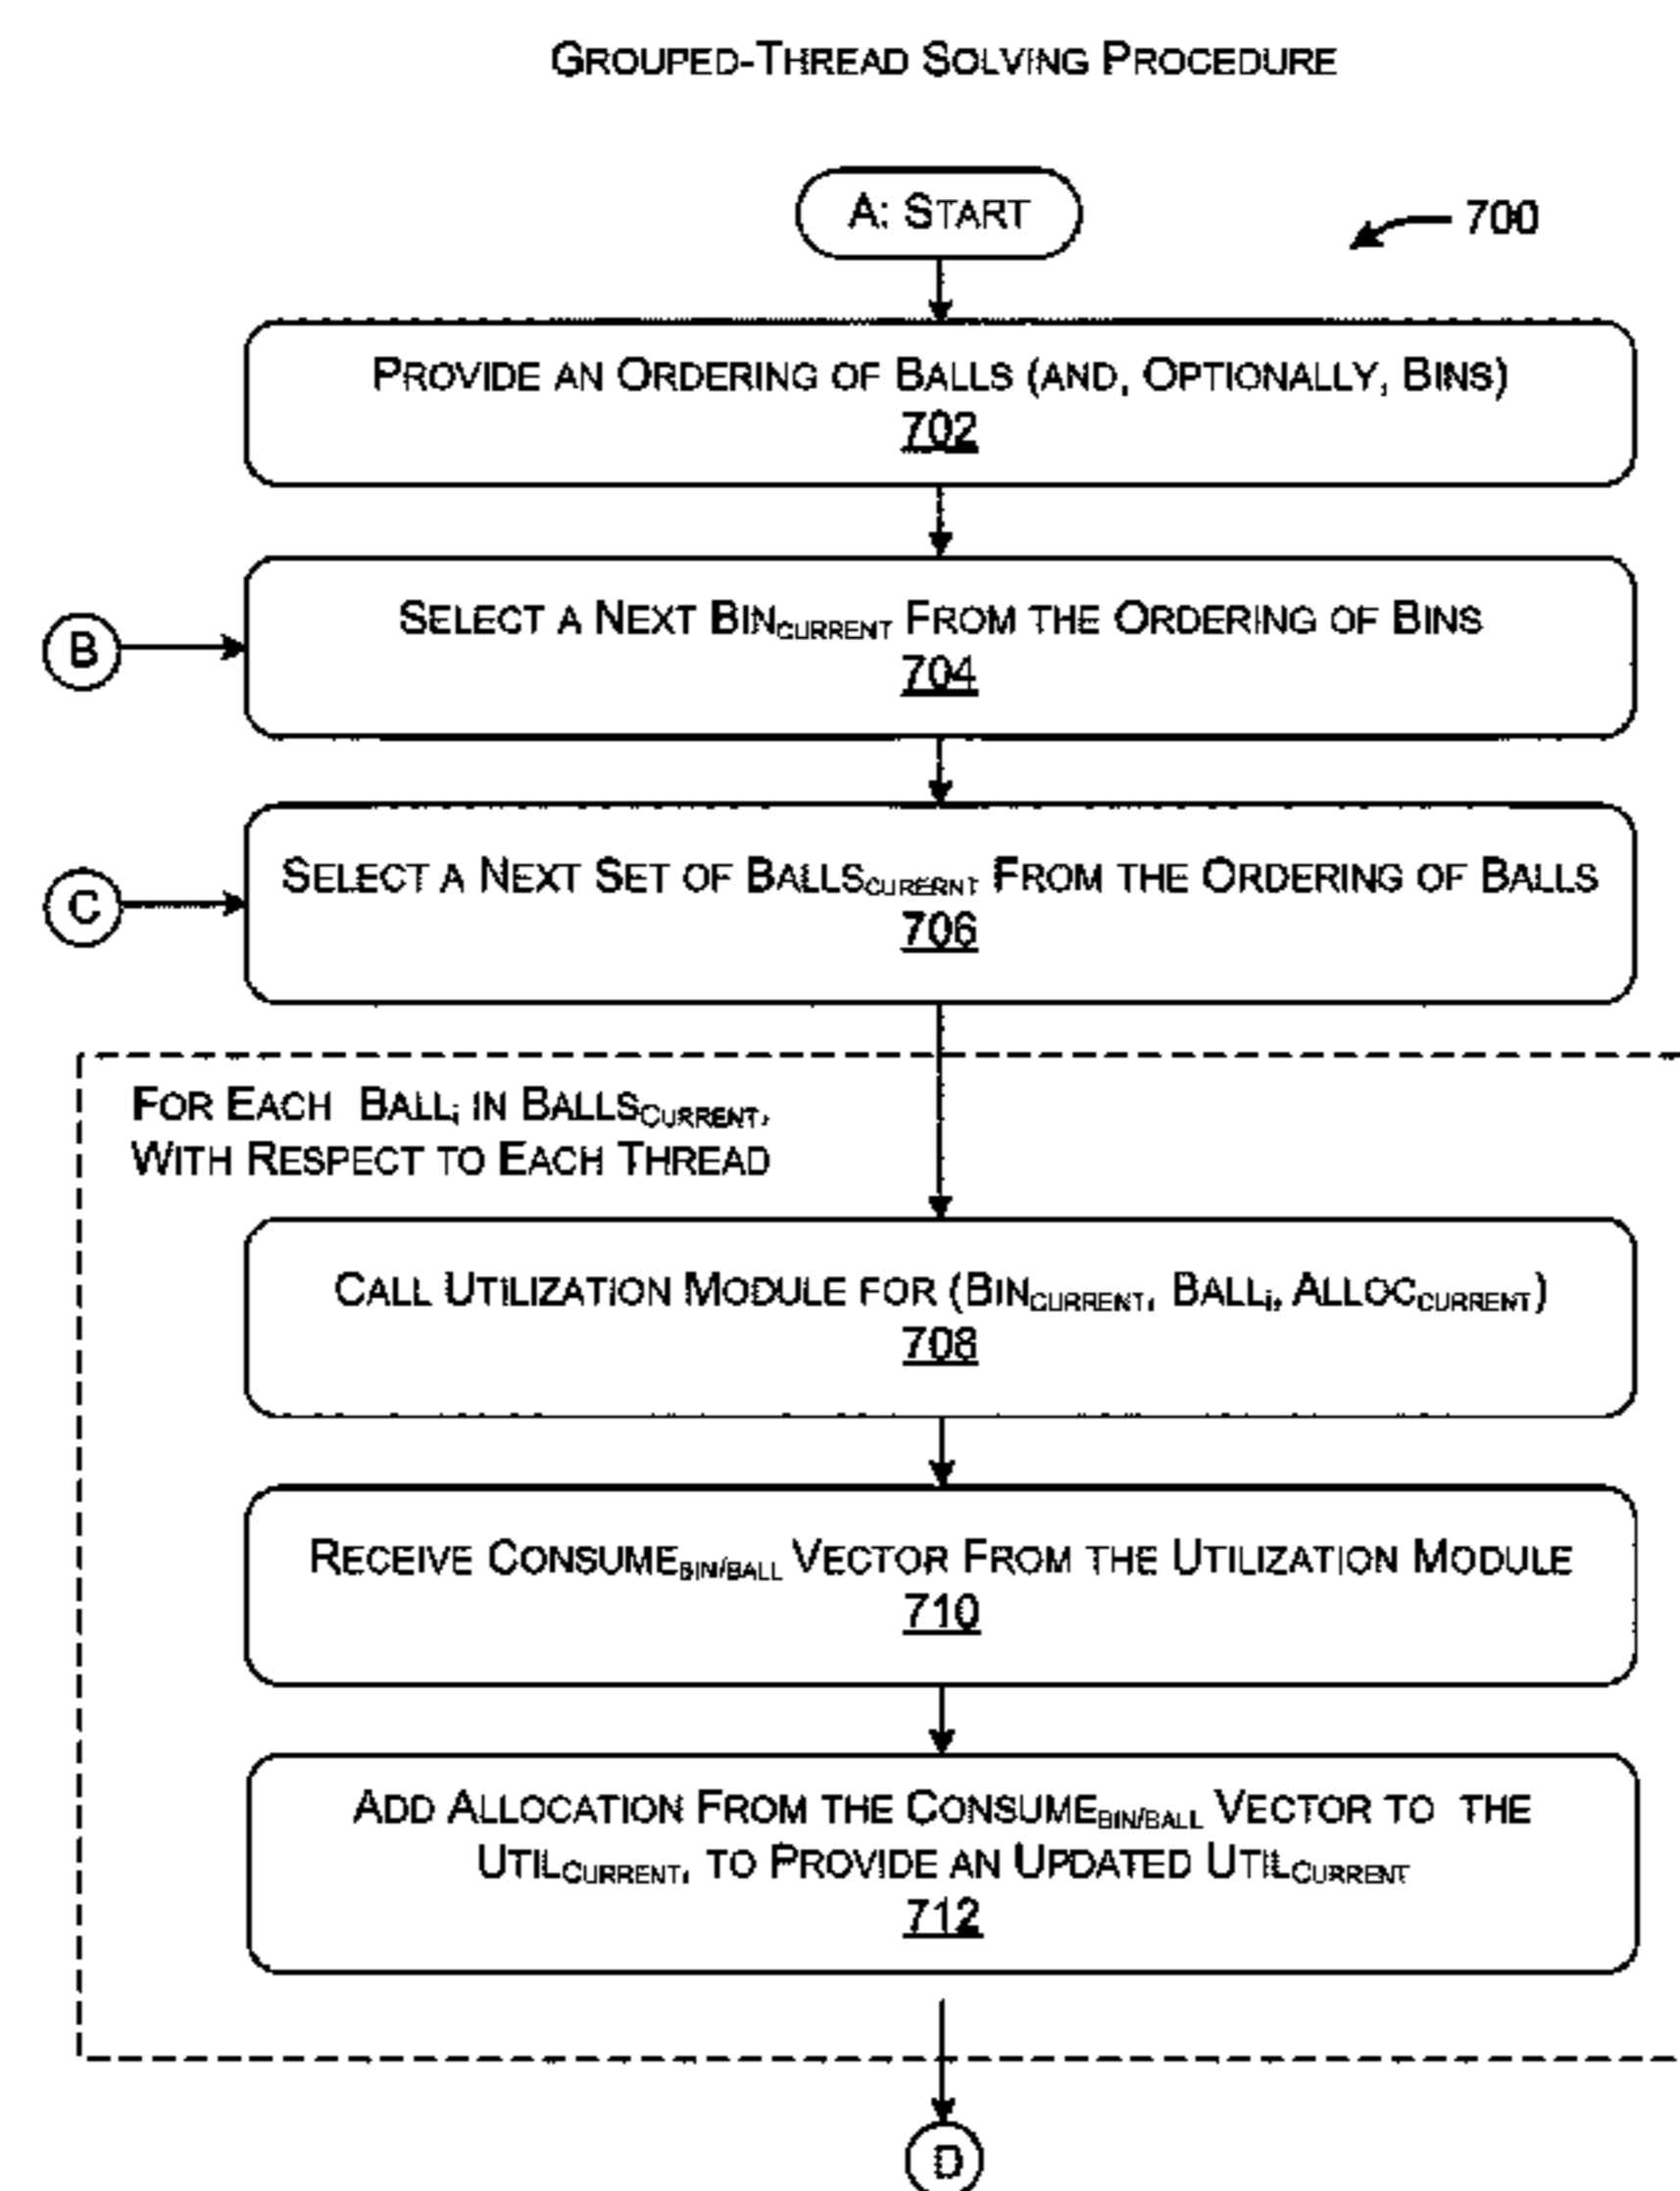 GROUPED-THREAD SOLVING PROCEDURE
A: START
700
PROVIDE AN ORDERING OF BALLS (AND, OPTIONALLY, BINS)
702
B
SELECT A NEXT BINCURRENT FROM THE ORDERING OF BINS
704
C
SELECT A NEXT SET OF BALLSCURERNT FROM THE ORDERING OF BALLS
706
FOR EACH BALLi IN BALLSCURRENT,
WITH RESPECT TO EACH THREAD
CALL UTILIZATION MODULE FOR (BINCURRENT, BALLi, ALLOCCURRENT)
708
RECEIVE CONSUMEBIN/BALL VECTOR FROM THE UTILIZATION MODULE
710
ADD ALLOCATION FROM THE CONSUMEBIN/BALL VECTOR TO THE
UTILCURRENT, TO PROVIDE AN UPDATED UTILCURRENT
712
D